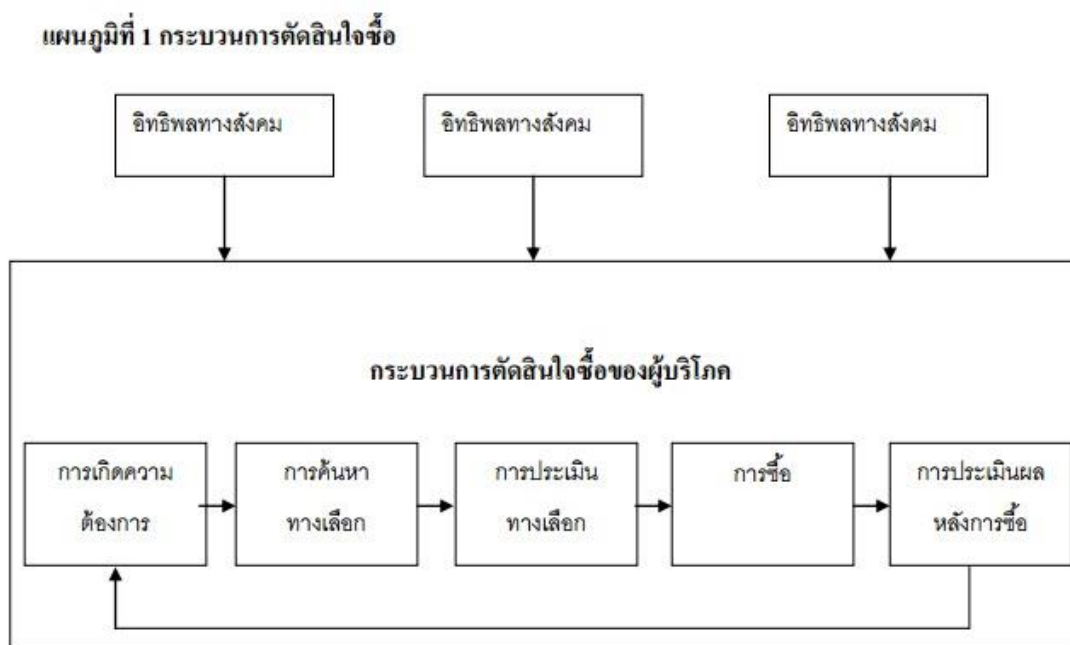 แผนภูมิที่ 1 กระบวนการตัดสินใจซื้อ
อิทธิพลทางสังคม
อิทธิพลทางสังคม
อิทธิพลทางสังคม
กระบวนการตัดสินใจซื้อของผู้บริโภค
การเกิดความ
ต้องการ
การค้นหา
ทางเลือก
การประเมิน
ทางเลือก
การซื้อ
การประเมินผล
หลังการซื้อ